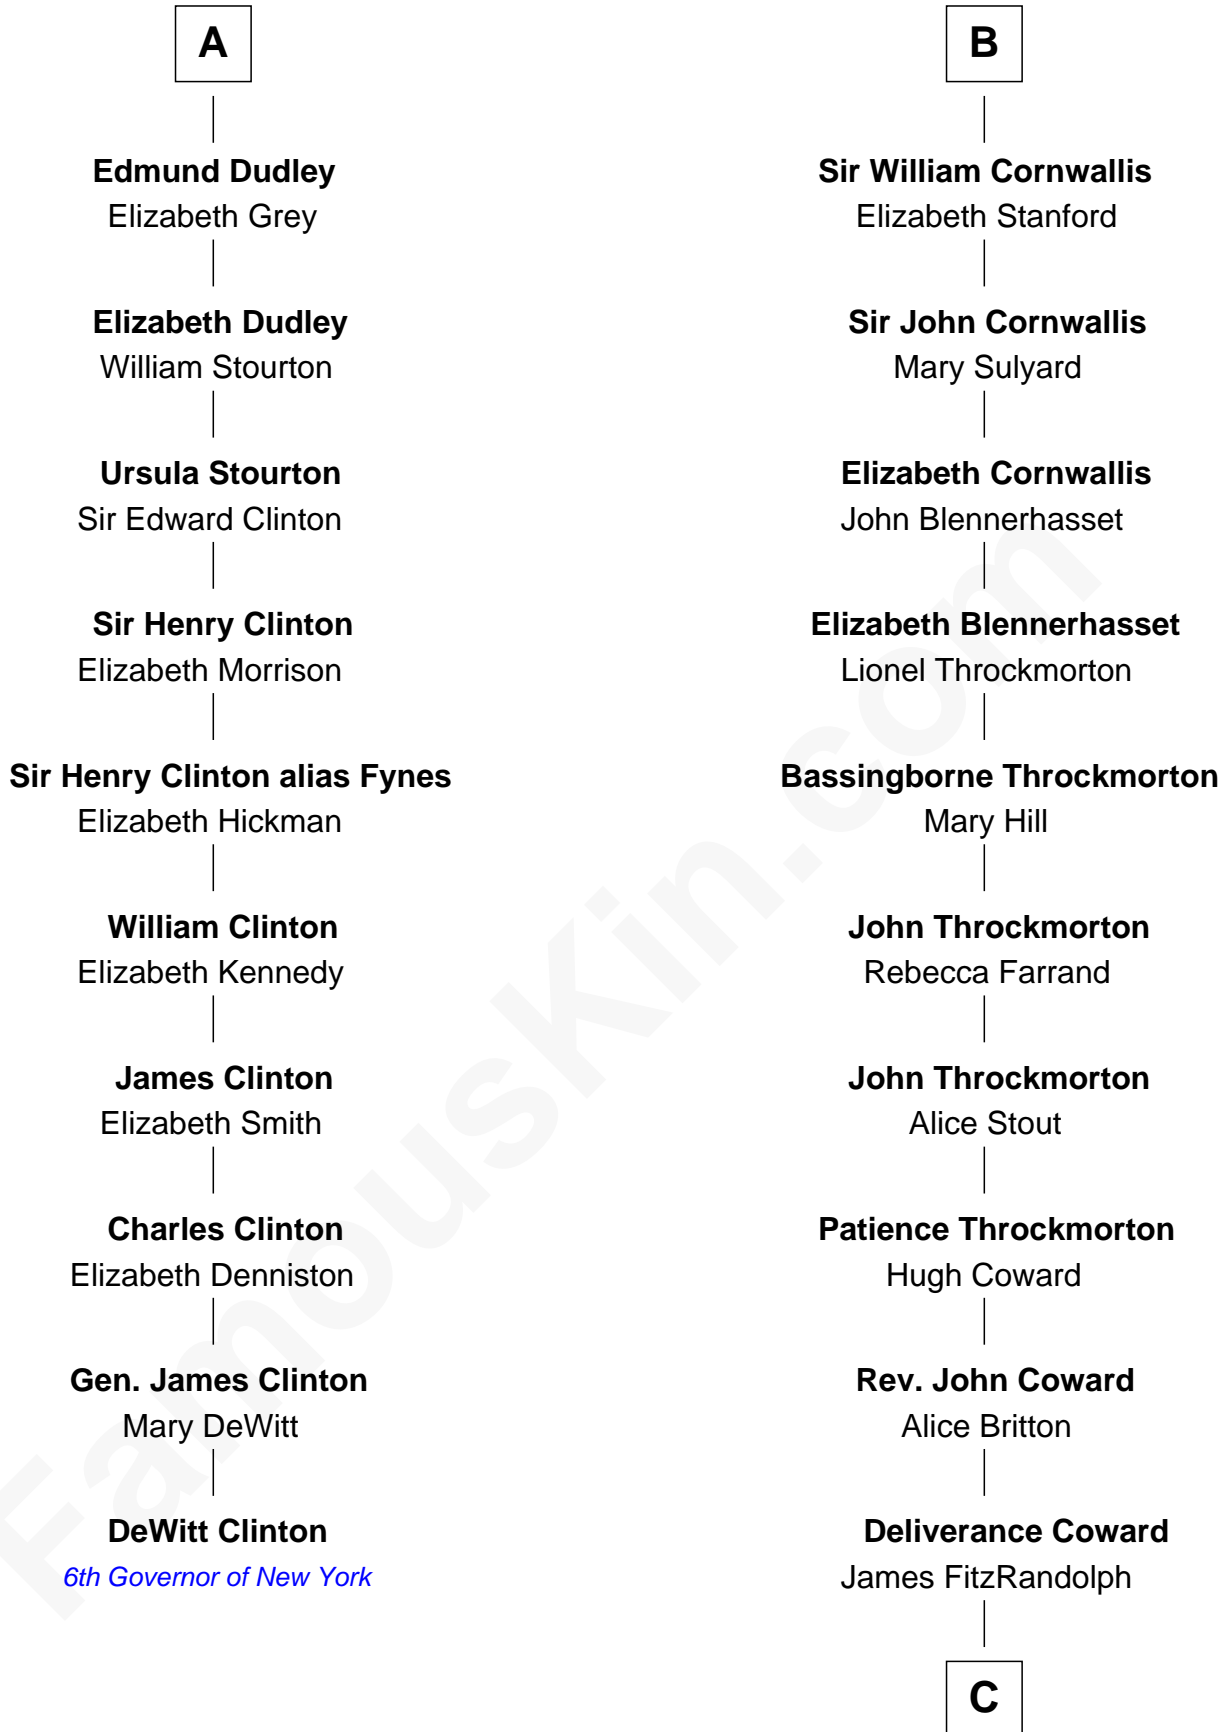 A
Edmund Dudley
Elizabeth Grey
Elizabeth Dudley
William Stourton
Ursula Stourton
Sir Edward Clinton
Sir Henry Clinton
Elizabeth Morrison
Sir Henry Clinton alias Fynes
Elizabeth Hickman
William Clinton
Elizabeth Kennedy
James Clinton
Elizabeth Smith
Charles Clinton
Elizabeth Denniston
Gen. James Clinton
Mary DeWitt
DeWitt Clinton
6th Governor of New York
B
Sir William Cornwallis
Elizabeth Stanford
Sir John Cornwallis
Mary Sulyard
Elizabeth Cornwallis
John Blennerhasset
Elizabeth Blennerhasset
Lionel Throckmorton
Bassingborne Throckmorton
Mary Hill
John Throckmorton
Rebecca Farrand
John Throckmorton
Alice Stout
Patience Throckmorton
Hugh Coward
Rev. John Coward
Alice Britton
Deliverance Coward
James FitzRandolph
C
FamousKin.com